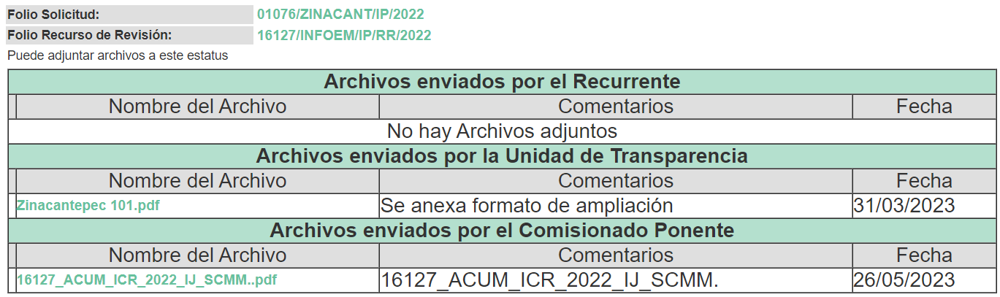 Folio Solicitud: 01076/ZINACANT/IP/2022
Folio Recurso de Revisión: 16127/INFOEM/IP/RR/2022
Puede adjuntar archivos a este estatus
Archivos enviados por el Recurrente
Nombre del Archivo Comentarios Fecha
No hay Archivos adjuntos
Archivos enviados por la Unidad de Transparencia
Nombre del Archivo Comentarios Fecha
Zinacantepec 101.pdf Se anexa formato de ampliación 31/03/2023
Archivos enviados por el Comisionado Ponente
Nombre del Archivo Comentarios Fecha
16127_ACUM_ICR_2022_IJ_SCMM..pdf 16127_ACUM_ICR_2022_IJ_SCMM. 26/05/2023